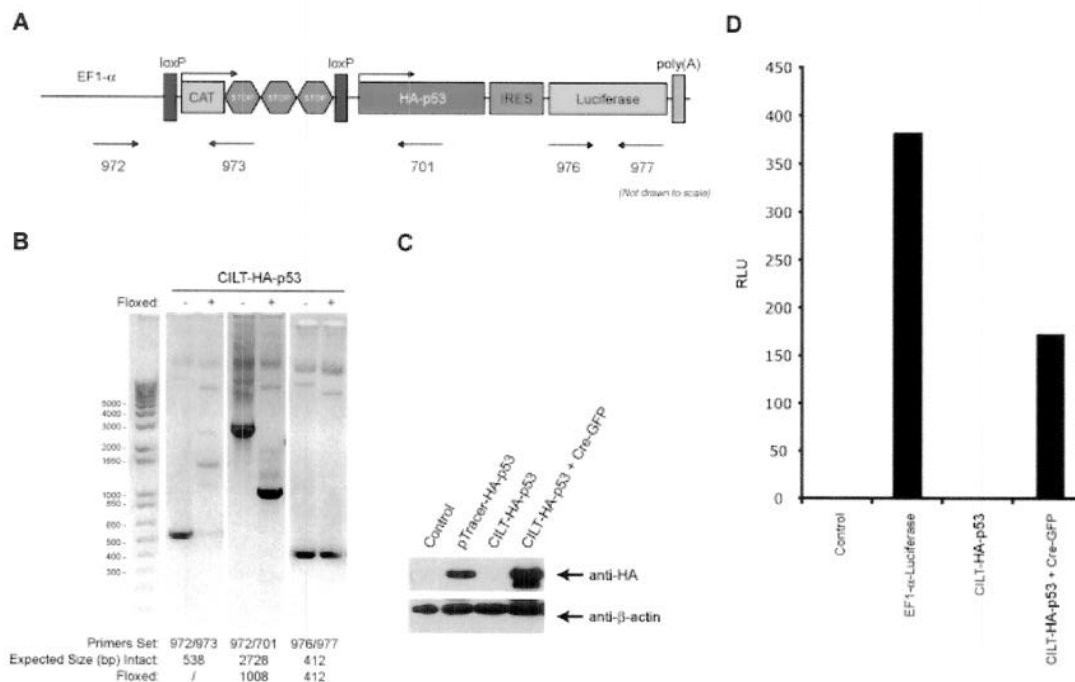 A
EF1-α
loxP
loxP
poly(A)
CAT
STOP
STOP
STOP
HA-p53
IRES
Luciferase
972
973
701
976
977
(Not drawn to scale)
B
CILT-HA-p53
Floxed:
- + - + - +
5000 -
4000 -
3000 -
2000 -
1650 -
1000 -
850 -
650 -
500 -
400 -
300 -
Primers Set: 972/973 972/701 976/977
Expected Size (bp) Intact: 538 2728 412
Floxed: / 1008 412
C
Control
pTracer-HA-p53
CILT-HA-p53
CILT-HA-p53 + Cre-GFP
anti-HA
anti-β-actin
D
450
400
350
300
250
200
150
100
50
0
RLU
Control
EF1-α-Luciferase
CILT-HA-p53
CILT-HA-p53 + Cre-GFP